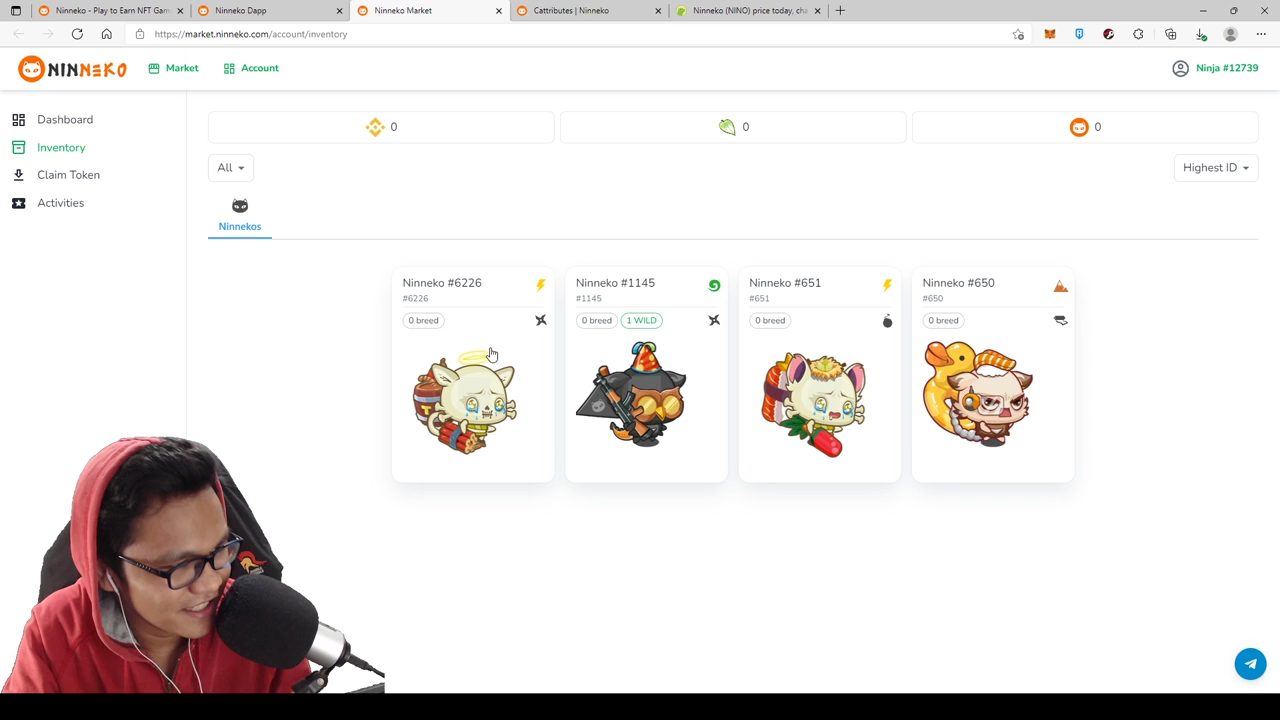 Ninneko - Play to Earn NFT Gam
Ninneko Dapp
Ninneko Market
Cattributes | Ninneko
Ninneko (NINO) price today, cha
https://market.ninneko.com/account/inventory
NINNEKO
Market
Account
Ninja #12739
Dashboard
Inventory
Claim Token
Activities
0
0
0
All
Highest ID
Ninnekos
Ninneko #6226
#6226
0 breed
Ninneko #1145
#1145
0 breed
1 WILD
Ninneko #651
#651
0 breed
Ninneko #650
#650
0 breed
T